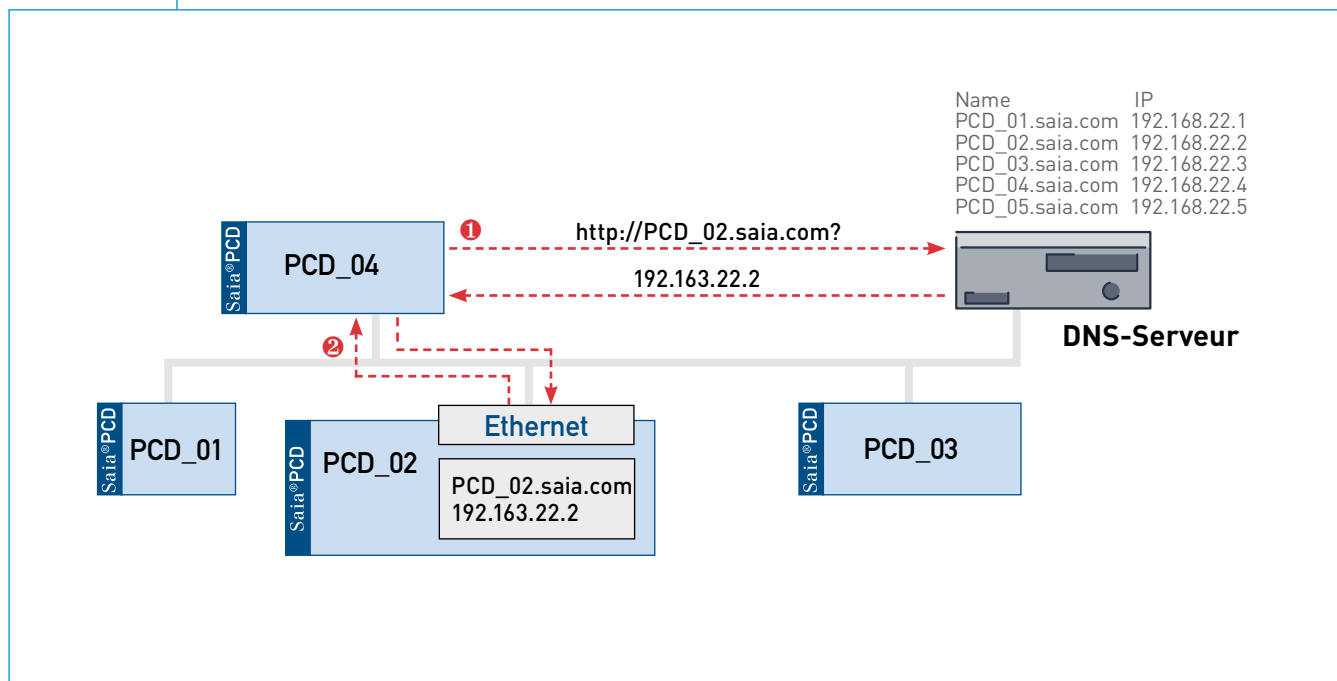 Name IP
PCD_01.saia.com 192.168.22.1
PCD_02.saia.com 192.168.22.2
PCD_03.saia.com 192.168.22.3
PCD_04.saia.com 192.168.22.4
PCD_05.saia.com 192.168.22.5
Saia®PCD
PCD_04
❶
http://PCD_02.saia.com?
192.163.22.2
DNS-Serveur
❷
Saia®PCD
PCD_01
Saia®PCD
PCD_02
Ethernet
PCD_02.saia.com
192.163.22.2
Saia®PCD
PCD_03